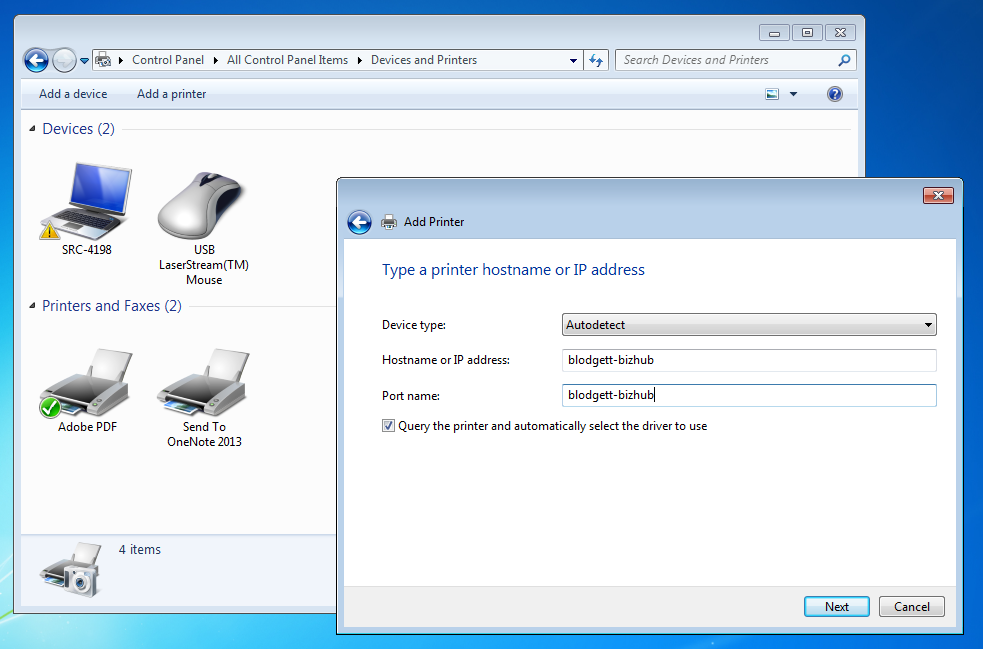 Control Panel
All Control Panel Items
Devices and Printers
Search Devices and Printers
Add a device
Add a printer
Devices (2)
SRC-4198
USB
LaserStream(TM)
Mouse
Printers and Faxes (2)
Adobe PDF
Send To
OneNote 2013
4 items
Add Printer
Type a printer hostname or IP address
Device type:
Autodetect
Hostname or IP address:
blodgett-bizhub
Port name:
blodgett-bizhub
Query the printer and automatically select the driver to use
Next
Cancel